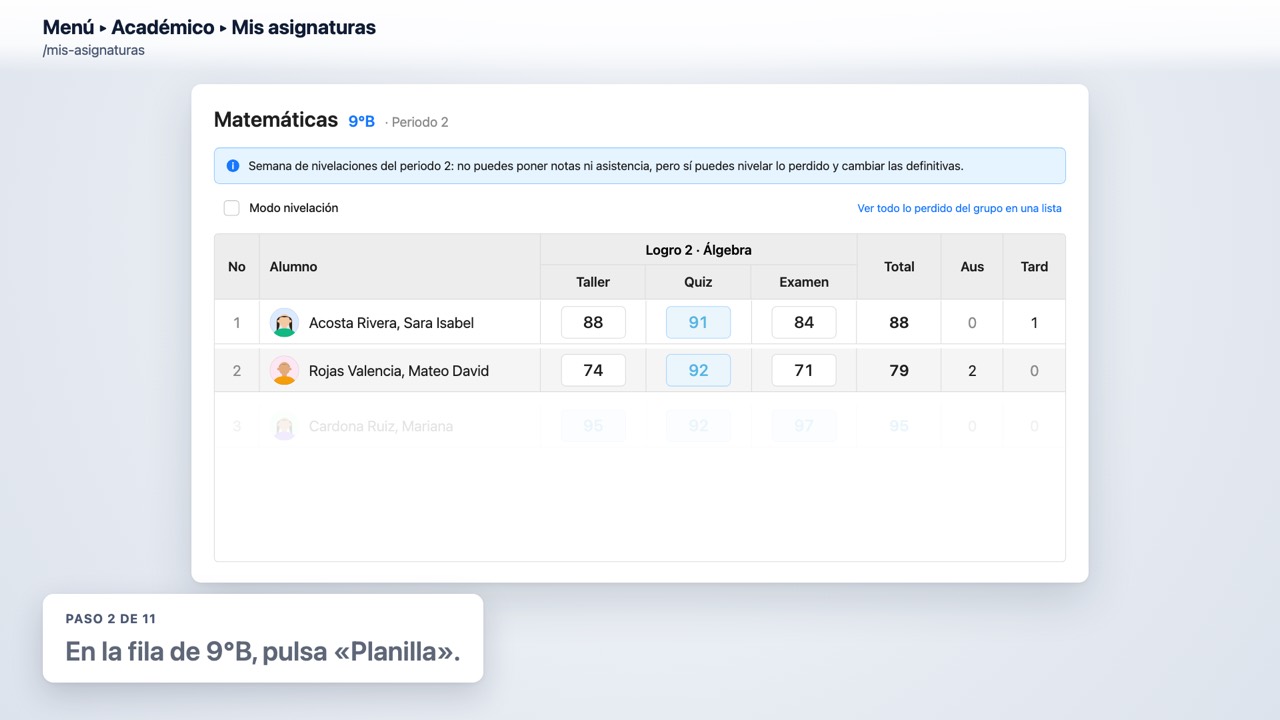 Menú ▸ Académico ▸ Mis asignaturas
/mis-asignaturas
Matemáticas 9°B · Periodo 2
Semana de nivelaciones del periodo 2: no puedes poner notas ni asistencia, pero sí puedes nivelar lo perdido y cambiar las definitivas.
Modo nivelación
Ver todo lo perdido del grupo en una lista
No Alumno Logro 2 · Álgebra Total Aus Tard
Taller Quiz Examen
1 Acosta Rivera, Sara Isabel 88 91 84 88 0 1
2 Rojas Valencia, Mateo David 74 92 71 79 2 0
3 Cardona Ruiz, Mariana 95 92 97 95 0 0
PASO 2 DE 11
En la fila de 9°B, pulsa «Planilla».